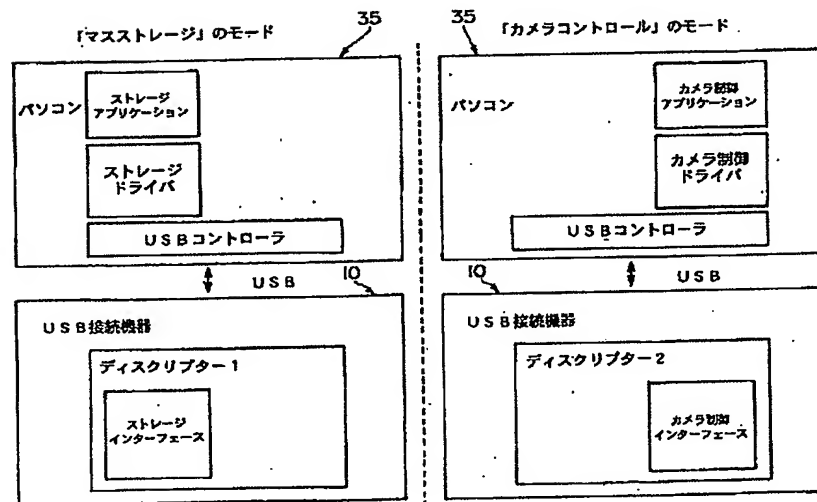 「マスストレージ」のモード
35
パソコン
ストレージ
アプリケーション
ストレージ
ドライバ
USBコントローラ
USB
10
USB接続機器
ディスクリプター1
ストレージ
インターフェース
「カメラコントロール」のモード
35
パソコン
カメラ制御
アプリケーション
カメラ制御
ドライバ
USBコントローラ
USB
10
USB接続機器
ディスクリプター2
カメラ制御
インターフェース